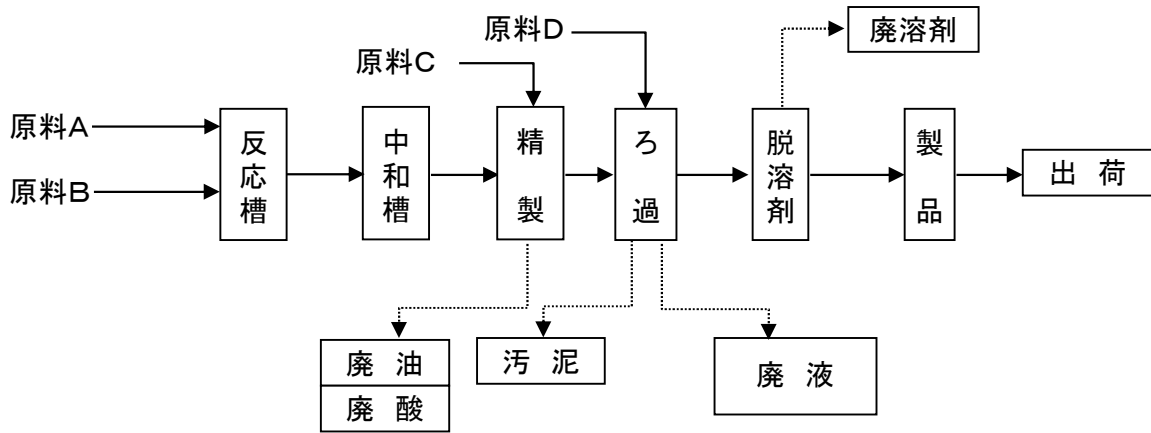 廃溶剤
原料D
原料C
原料A
原料B
反応槽
中和槽
精製
ろ過
脱溶剤
製品
出荷
廃油
廃酸
汚泥
廃液